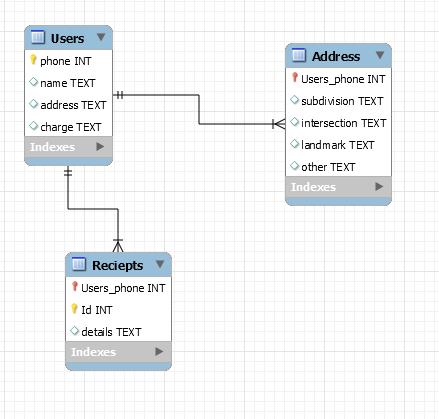 Users
phone INT
name TEXT
address TEXT
charge TEXT
Indexes
Address
Users_phone INT
subdivision TEXT
intersection TEXT
landmark TEXT
other TEXT
Indexes
Reciepts
Users_phone INT
Id INT
details TEXT
Indexes